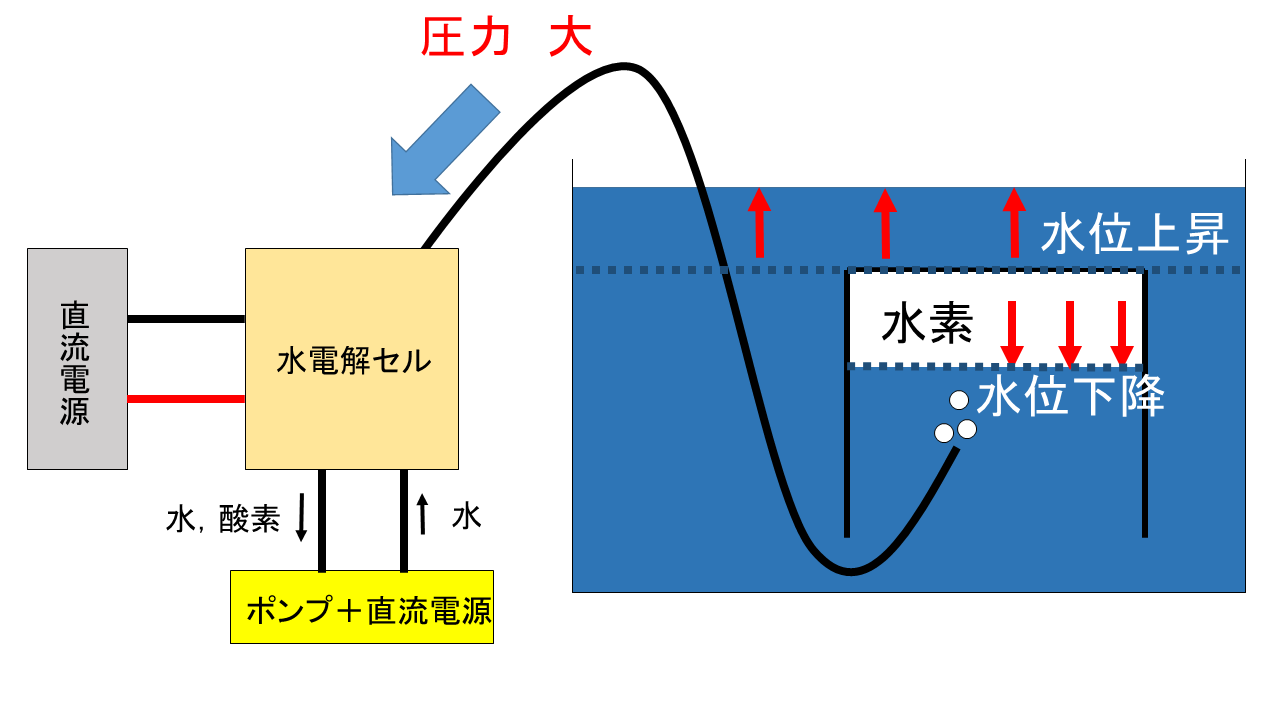 圧力　大
水位上昇
水素
水位下降
直流電源
水電解セル
水，酸素
水
ポンプ＋直流電源